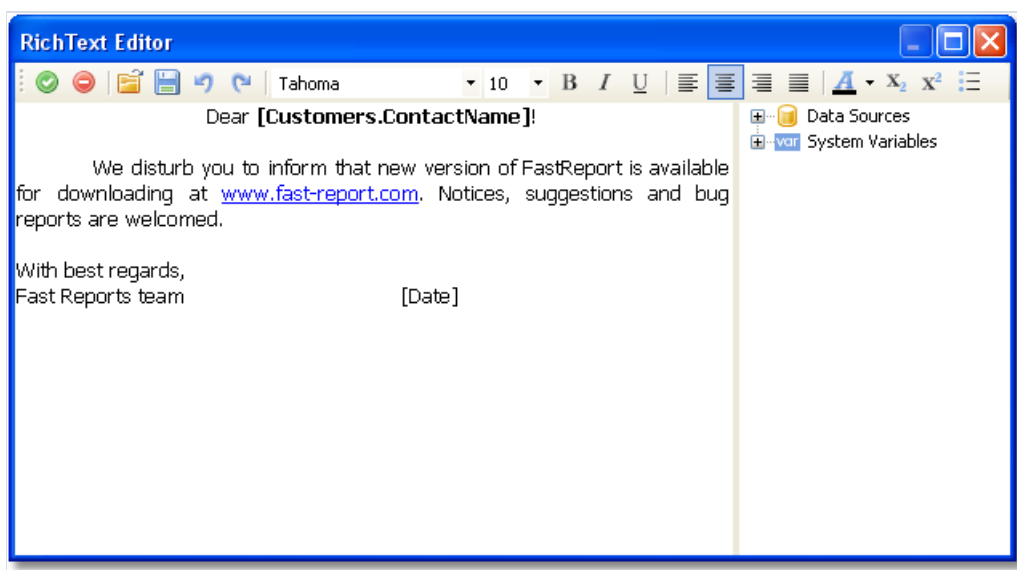 RichText Editor
Tahoma 10 B I U A X₂ X²
Dear [Customers.ContactName]!
We disturb you to inform that new version of FastReport is available
for downloading at www.fast-report.com. Notices, suggestions and bug
reports are welcomed.
With best regards,
Fast Reports team [Date]
Data Sources
var System Variables